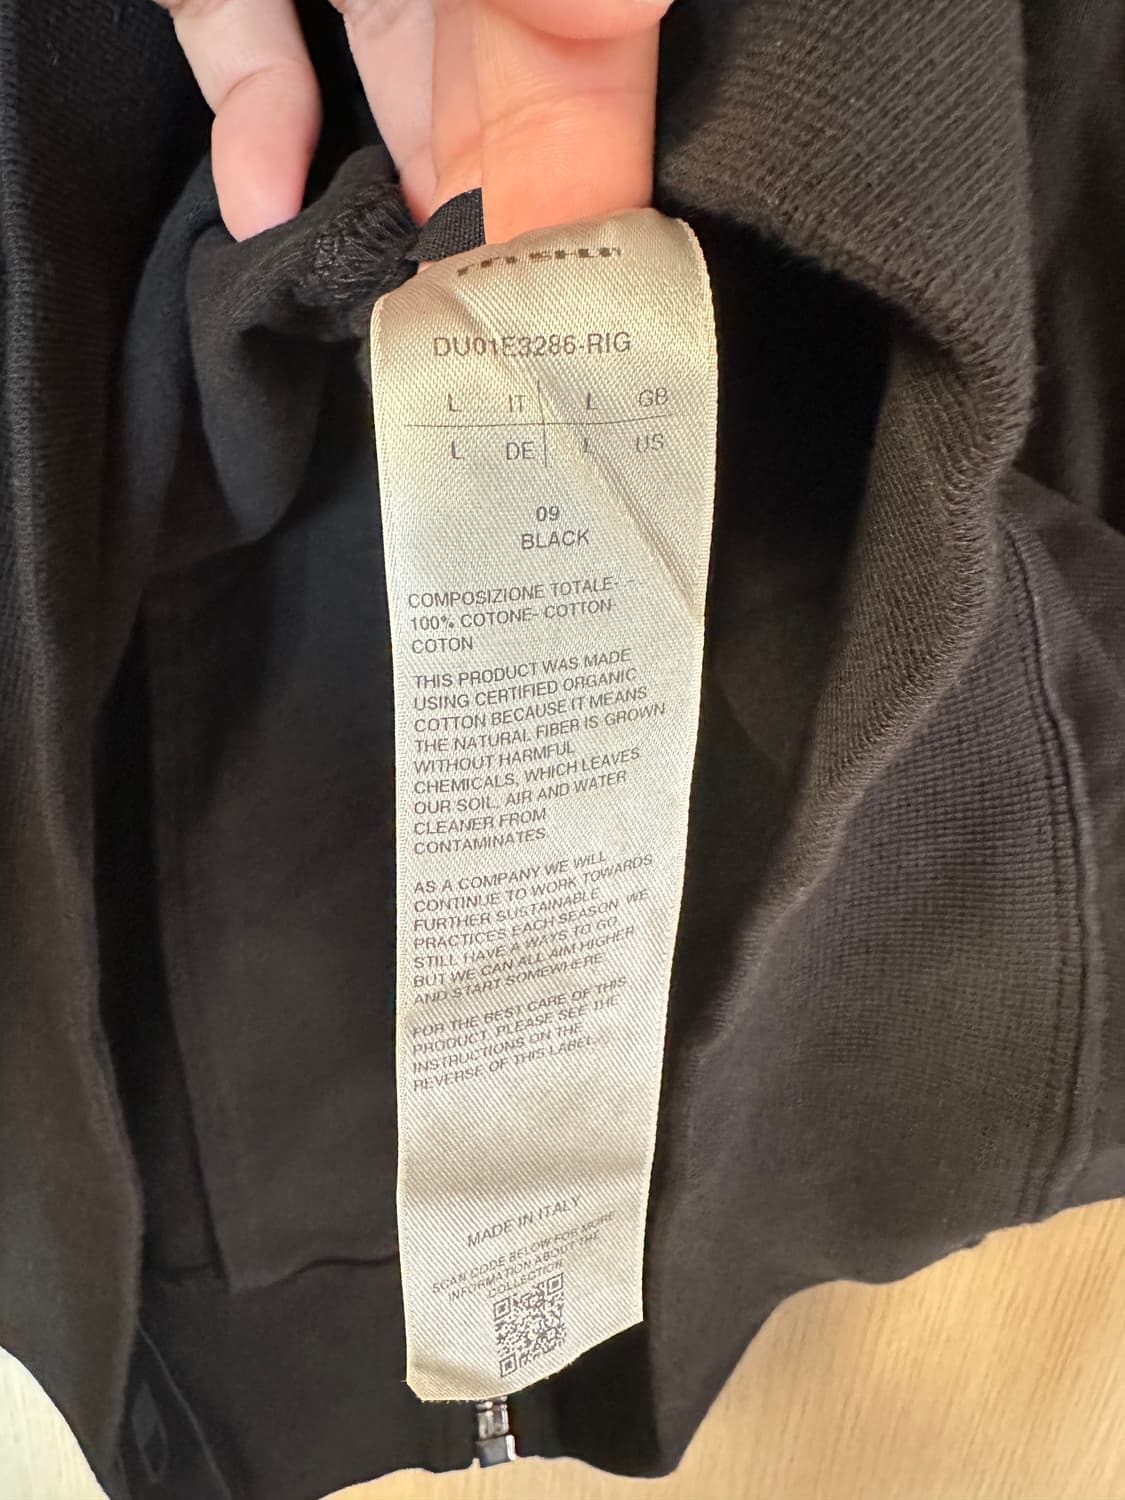 DU01E3286-RIG
L IT L GB
L DE L US
09
BLACK
COMPOSIZIONE TOTALE- -
100% COTONE- COTTON-
COTON
THIS PRODUCT WAS MADE
USING CERTIFIED ORGANIC
COTTON BECAUSE IT MEANS
THE NATURAL FIBER IS GROWN
WITHOUT HARMFUL
CHEMICALS, WHICH LEAVES
OUR SOIL, AIR AND WATER
CLEANER FROM
CONTAMINATES.
AS A COMPANY WE WILL
CONTINUE TO WORK TOWARDS
FURTHER SUSTAINABLE
PRACTICES EACH SEASON. WE
STILL HAVE A WAYS TO GO,
BUT WE CAN ALL AIM HIGHER
AND START SOMEWHERE
FOR THE BEST CARE OF THIS
PRODUCT, PLEASE SEE THE
INSTRUCTIONS ON THE
REVERSE OF THIS LABEL.
MADE IN ITALY
SCAN CODE BELOW FOR MORE
INFORMATION ABOUT THE
COLLECTION